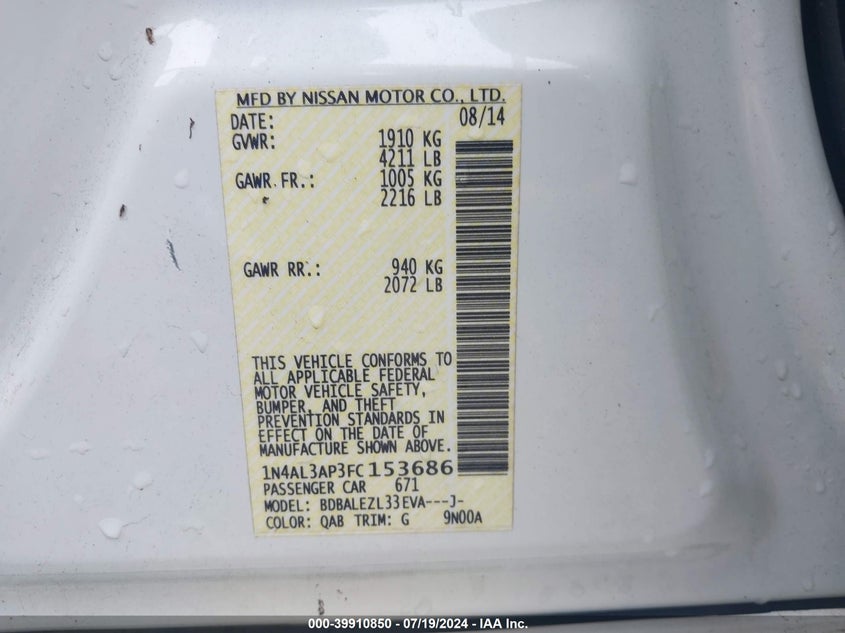 MFD BY NISSAN MOTOR CO., LTD.
DATE: 08/14
GVWR: 1910 KG
4211 LB
GAWR FR.: 1005 KG
2216 LB
GAWR RR.: 940 KG
2072 LB
THIS VEHICLE CONFORMS TO
ALL APPLICABLE FEDERAL
MOTOR VEHICLE SAFETY,
BUMPER, AND THEFT
PREVENTION STANDARDS IN
EFFECT ON THE DATE OF
MANUFACTURE SHOWN ABOVE.
1N4AL3AP3FC153686
PASSENGER CAR 671
MODEL: BDBALEZL33EVA---J-
COLOR: QAB TRIM: G 9N00A
000-39910850 - 07/19/2024 - IAA Inc.